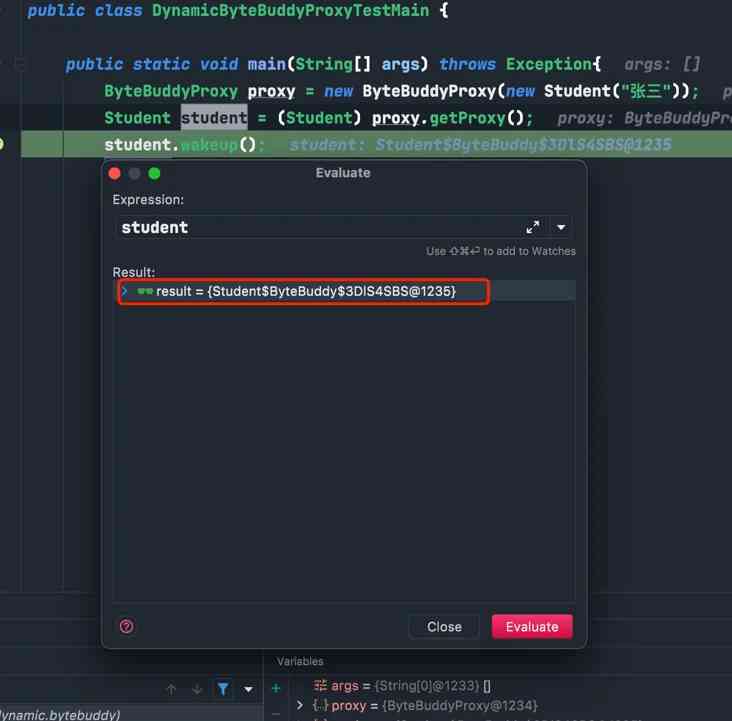 public class DynamicByteBuddyProxyTestMain {
public static void main(String[] args) throws Exception{ args: []
ByteBuddyProxy proxy = new ByteBuddyProxy(new Student("张三")); p
Student student = (Student) proxy.getProxy(); proxy: ByteBuddyPro
student.wakeup(); student: Student$ByteBuddy$3DlS4SBS@1235
Evaluate
Expression:
student
Use ⇧⌘⏎ to add to Watches
Result:
result = {Student$ByteBuddy$3DlS4SBS@1235}
? Close Evaluate
Variables
args = {String[0]@1233} []
proxy = {ByteBuddyProxy@1234}
dynamic.bytebuddy)